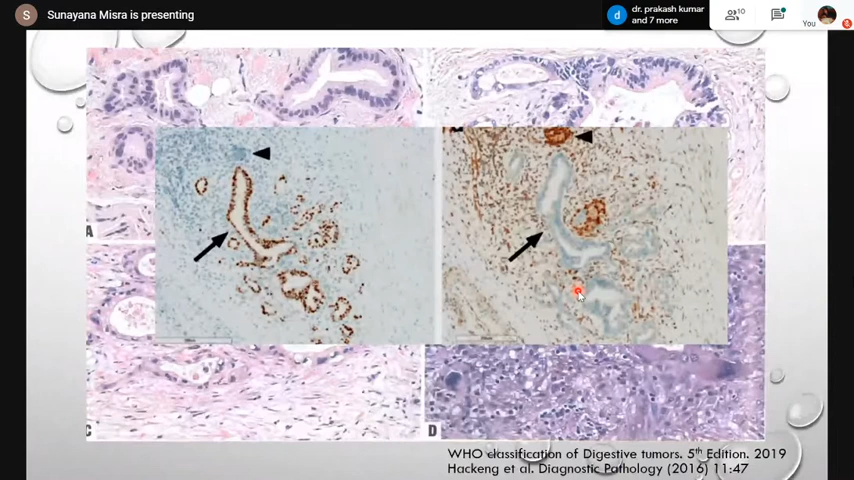 S Sunayana Misra is presenting
d dr. prakash kumar
and 7 more
10
You
A
C
D
WHO classification of Digestive tumors. 5th Edition. 2019
Hackeng et al. Diagnostic Pathology (2016) 11:47